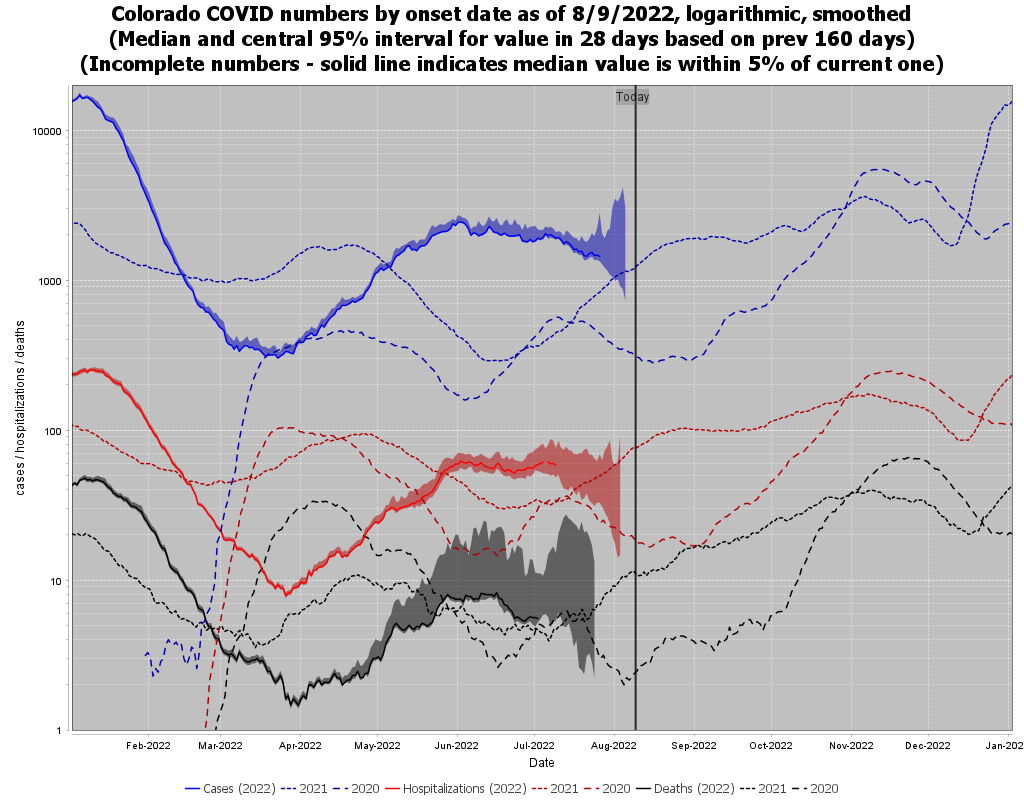 Colorado COVID numbers by onset date as of 8/9/2022, logarithmic, smoothed
(Median and central 95% interval for value in 28 days based on prev 160 days)
(Incomplete numbers - solid line indicates median value is within 5% of current one)
Today
10000
1000
100
10
1
cases / hospitalizations / deaths
Feb-2022 Mar-2022 Apr-2022 May-2022 Jun-2022 Jul-2022 Aug-2022 Sep-2022 Oct-2022 Nov-2022 Dec-2022 Jan-202
Date
Cases (2022) 2021 2020 Hospitalizations (2022) 2021 2020 Deaths (2022) 2021 2020